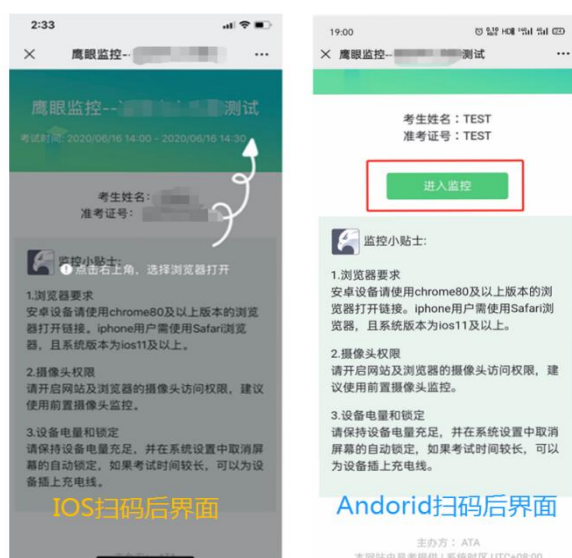 2:33
鹰眼监控--
鹰眼监控--
测试
考试时间: 2020/06/16 14:00 - 2020/06/16 14:30
考生姓名:
准考证号:
监控小贴士:
点击右上角，选择浏览器打开
1.浏览器要求
安卓设备请使用chrome80及以上版本的浏览
器打开链接。iphone用户需使用Safari浏览
器，且系统版本为ios11及以上。
2.摄像头权限
请开启网站及浏览器的摄像头访问权限，建议
使用前置摄像头监控。
3.设备电量和锁定
请保持设备电量充足，并在系统设置中取消屏
幕的自动锁定，如果考试时间较长，可以为设
备插上充电线。
IOS扫码后界面
19:00
鹰眼监控--
测试
考生姓名：TEST
准考证号：TEST
进入监控
监控小贴士:
1.浏览器要求
安卓设备请使用chrome80及以上版本的浏
览器打开链接。iphone用户需使用Safari浏
览器，且系统版本为ios11及以上。
2.摄像头权限
请开启网站及浏览器的摄像头访问权限，建
议使用前置摄像头监控。
3.设备电量和锁定
请保持设备电量充足，并在系统设置中取消
屏幕的自动锁定，如果考试时间较长，可以
为设备插上充电线。
Andorid扫码后界面
主办方： ATA